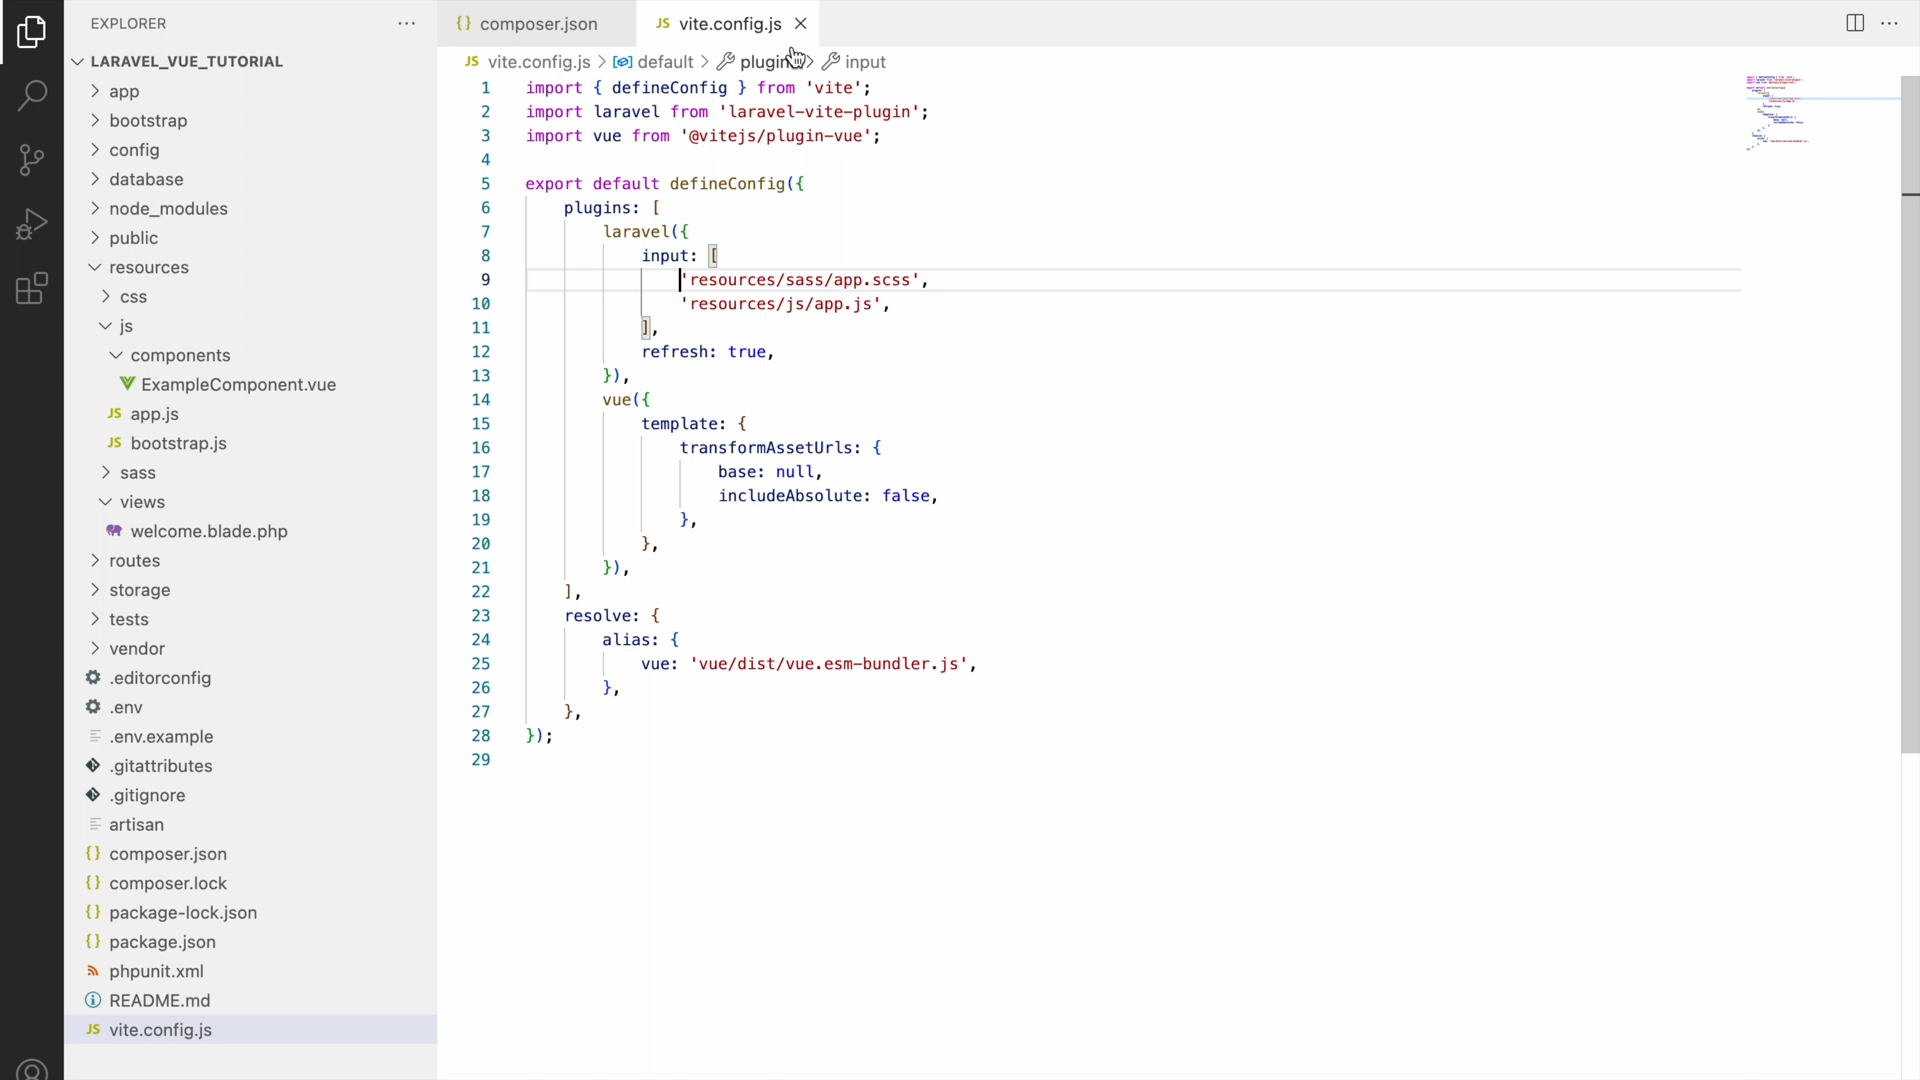 EXPLORER
LARAVEL_VUE_TUTORIAL
app
bootstrap
config
database
node_modules
public
resources
css
js
components
ExampleComponent.vue
JS app.js
JS bootstrap.js
sass
views
welcome.blade.php
routes
storage
tests
vendor
.editorconfig
.env
.env.example
.gitattributes
.gitignore
artisan
{} composer.json
{} composer.lock
{} package-lock.json
{} package.json
phpunit.xml
README.md
JS vite.config.js
{} composer.json
JS vite.config.js
JS vite.config.js > default > plugins > input
1 import { defineConfig } from 'vite';
2 import laravel from 'laravel-vite-plugin';
3 import vue from '@vitejs/plugin-vue';
4
5 export default defineConfig({
6 plugins: [
7 laravel({
8 input: [
9 'resources/sass/app.scss',
10 'resources/js/app.js',
11 ],
12 refresh: true,
13 }),
14 vue({
15 template: {
16 transformAssetUrls: {
17 base: null,
18 includeAbsolute: false,
19 },
20 },
21 }),
22 ],
23 resolve: {
24 alias: {
25 vue: 'vue/dist/vue.esm-bundler.js',
26 },
27 },
28 });
29